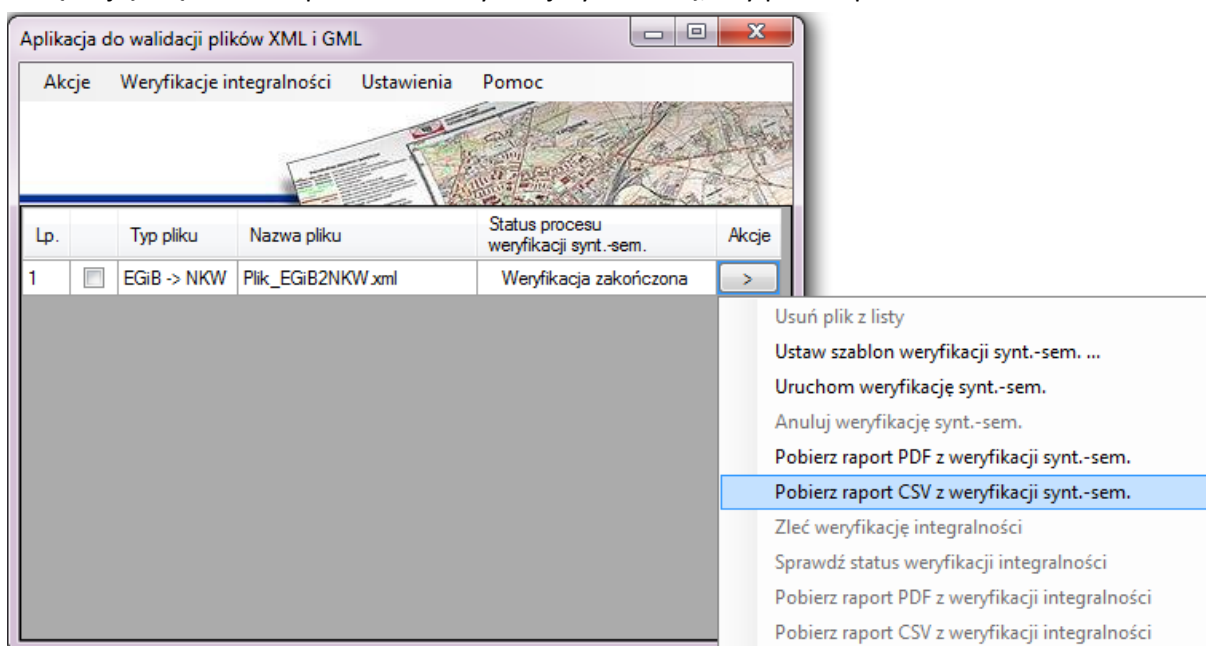 Aplikacja do walidacji plików XML i GML
Akcje Weryfikacje integralności Ustawienia Pomoc
Lp. Typ pliku Nazwa pliku Status procesu weryfikacji synt.-sem. Akcje
1 EGiB -> NKW Plik_EGiB2NKW.xml Weryfikacja zakończona >
Usuń plik z listy
Ustaw szablon weryfikacji synt.-sem. ...
Uruchom weryfikację synt.-sem.
Anuluj weryfikację synt.-sem.
Pobierz raport PDF z weryfikacji synt.-sem.
Pobierz raport CSV z weryfikacji synt.-sem.
Zleć weryfikację integralności
Sprawdź status weryfikacji integralności
Pobierz raport PDF z weryfikacji integralności
Pobierz raport CSV z weryfikacji integralności